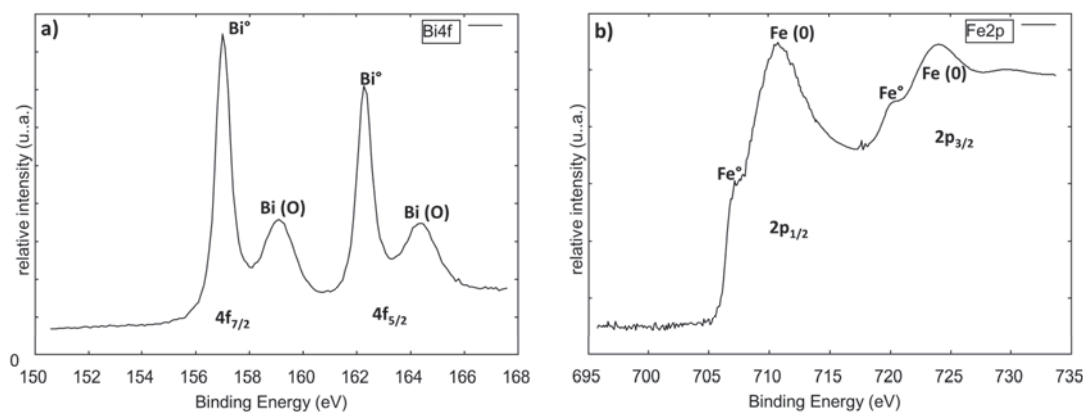 a)
Bi°
Bi4f
Bi°
Bi (O)
Bi (O)
4f7/2
4f5/2
relative intensity (u..a.)
0
150 152 154 156 157 160 162 164 166 168
Binding Energy (eV)
b)
Fe (0)
Fe2p
Fe°
Fe (0)
Fe°
2p3/2
2p1/2
relative intensity (u..a.)
695 700 705 710 715 720 725 730 735
Binding Energy (eV)